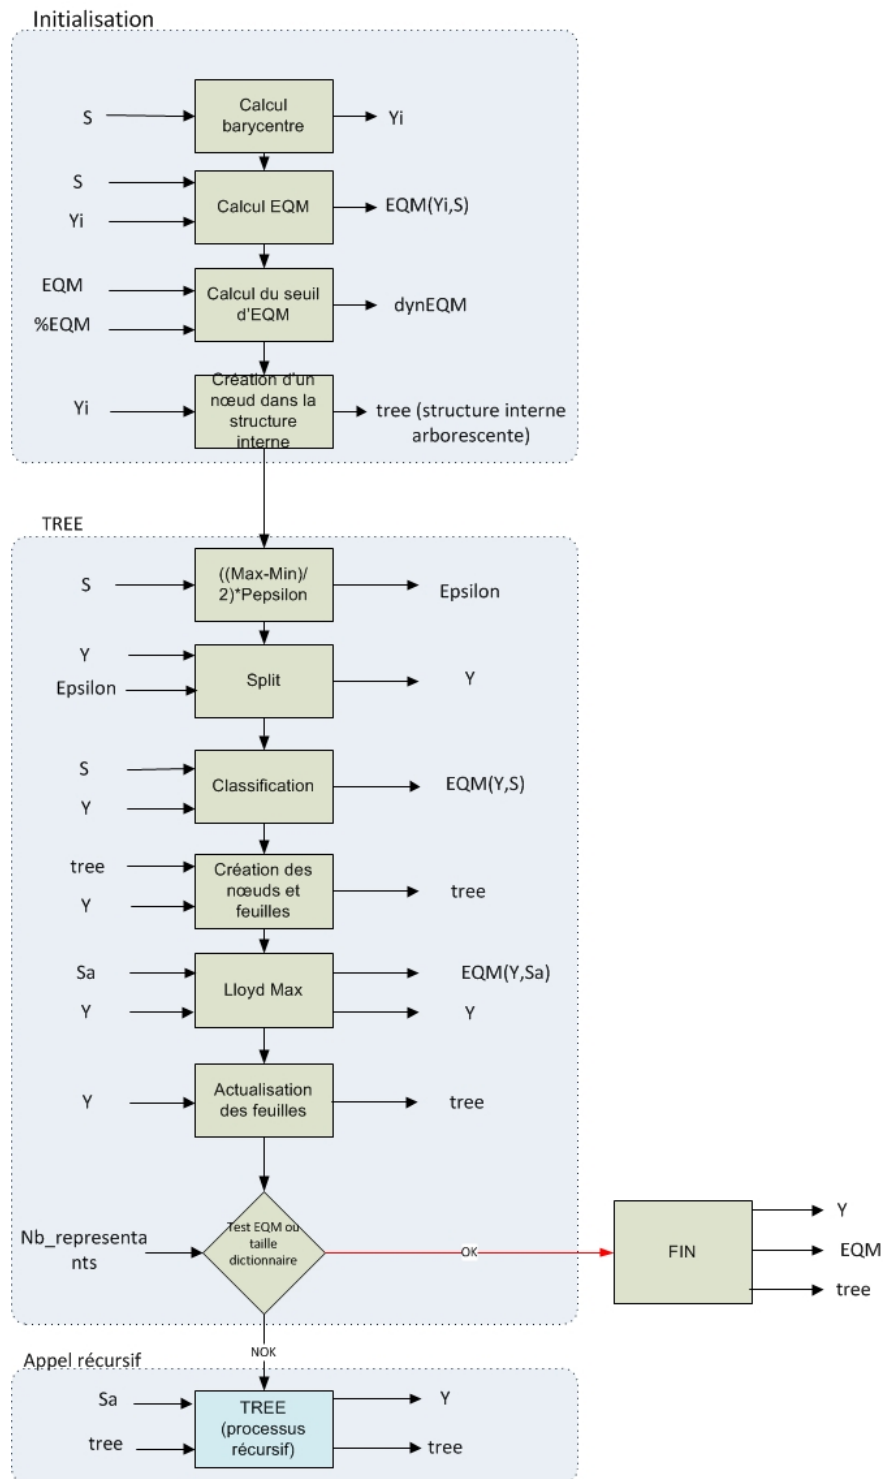 Initialisation
S
Calcul
barycentre
Yi
S
Yi
Calcul EQM
EQM(Yi,S)
EQM
%EQM
Calcul du seuil
d'EQM
dynEQM
Yi
Création d'un
nœud dans la
structure
interne
tree (structure interne
arborescente)
TREE
S
((Max-Min)/
2)*Pepsilon
Epsilon
Y
Epsilon
Split
Y
S
Y
Classification
EQM(Y,S)
tree
Y
Création des
nœuds et
feuilles
tree
Sa
Y
Lloyd Max
EQM(Y,Sa)
Y
Y
Actualisation
des feuilles
tree
Nb_representa
nts
Test EQM ou
taille
dictionnaire
OK
FIN
Y
EQM
tree
NOK
Appel récursif
Sa
tree
TREE
(processus
récursif)
Y
tree